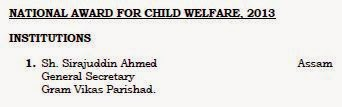 NATIONAL AWARD FOR CHILD WELFARE, 2013
INSTITUTIONS
1. Sh. Sirajuddin Ahmed Assam
General Secretary
Gram Vikas Parishad.